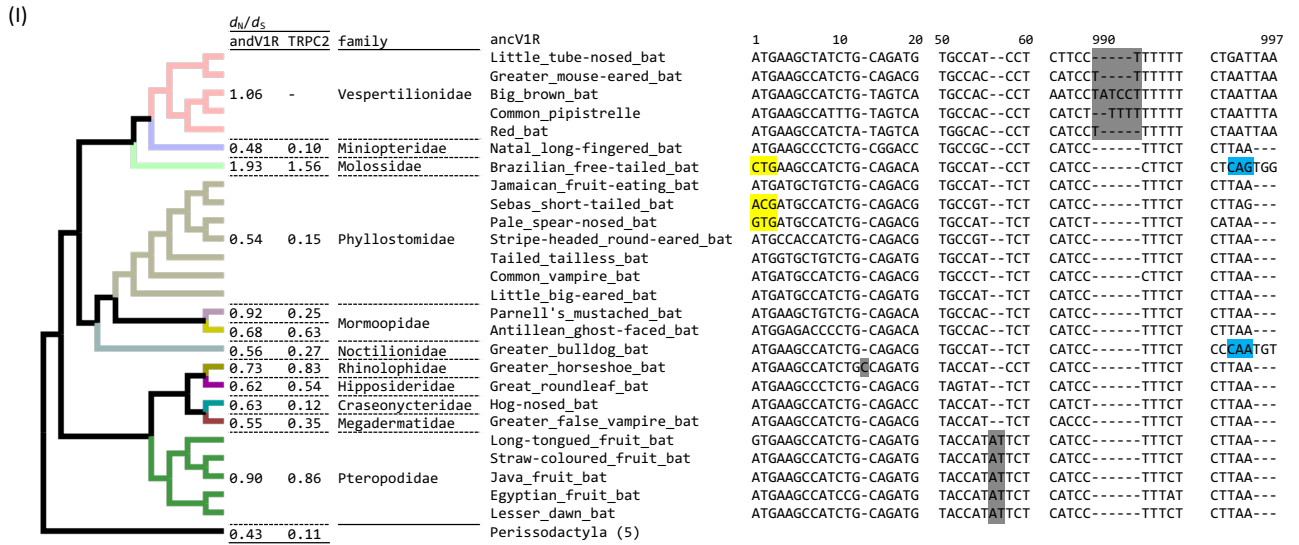 (I)
dN/dS
andV1R TRPC2 family ancV1R 1 10 20 50 60 990 997
Little_tube-nosed_bat ATGAAGCTATCTG-CAGATG TGCCAT--CCT CTTCC-----TTTTTTT CTGATTAA
Greater_mouse-eared_bat ATGAAGCCATCTG-CAGATG TGCCAC--CCT CATCCT----TTTTTTT CTAATTAA
1.06 - Vespertilionidae Big_brown_bat ATGAAGCCATCTG-TAGTCA TGCCAC--CCT AATCCTATCCTTTTTTT CTAATTAA
Common_pipistrelle ATGAAGCCATTTG-CAGATG TGCCAC--CCT CATCT--TTTTTTTTTT CTAATTTA
Red_bat ATGAAGCCATCTA-TAGTCA TGGCAC--CCT CATCCT-----TTTTTT CTAATTAA
0.48 0.10 Miniopteridae Natal_long-fingered_bat ATGAAGCCCTCTG-CGGACC TGCCGC--CCT CATCC------TTTCT CTTAA---
1.93 1.56 Molossidae Brazilian_free-tailed_bat CTGAAGCCATCTG-CAGACA TGCCAT--CCT CATCC------CTTCT CTCAGTGG
Jamaican_fruit-eating_bat ATGATGCTGTCTG-CAGACG TGCCAT--TCT CATCC------TTTCT CTTAA---
Sebas_short-tailed_bat ACGATGCCATCTG-CAGACG TGCCGT--TCT CATCC------TTTCT CTTAG---
Pale_spear-nosed_bat GTGATGCCATCTG-CAGACG TGCCAT--TCT CATCT------TTTCT CATAA---
0.54 0.15 Phyllostomidae Stripe-headed_round-eared_bat ATGCCACCATCTG-CAGACG TGCCGT--TCT CATCC------TTTCT CTTAA---
Tailed_tailless_bat ATGGTGCTGTCTG-CAGACG TGCCAT--TCT CATCC------TTTCT CTTAA---
Common_vampire_bat ATGATGCCATCTG-CAGACG TGCCCT--TCT CATCC------CTTCT CTTAA---
Little_big-eared_bat ATGATGCCATCTG-CAGACG TGCCAT--TCT CATCC------TTTCT CTTAA---
0.92 0.25 Parnell's_mustached_bat ATGAAGCTGTCTG-CAGACA TGCCAC--TCT CATCC------TTTCT CTTAA---
Mormoopidae
0.68 0.63 Antillean_ghost-faced_bat ATGGAGACCCCTG-CAGACG TGCCAT--TCT CATCC------TTTCT CTTAA---
0.56 0.27 Noctilionidae Greater_bulldog_bat ATGAAGCCATCTG-CAGACG TGCCAT--TCT CATCC------TTTCT CCCAATGT
0.73 0.83 Rhinolophidae Greater_horseshoe_bat ATGAAGCCATCTGCCAGATG TACCAT--CCT CATCC------TTTCT CTTAA---
0.62 0.54 Hipposideridae Great_roundleaf_bat ATGAAGCCCTCTG-CAGACG TAGTAT--TCT CATCC------TTTCT CTTAA---
0.63 0.12 Craseonycteridae Hog-nosed_bat ATGAAGCCATCTG-CAGACC TACCAT--TCT CATCC------TTTCT CTTAA---
0.55 0.35 Megadermatidae Greater_false_vampire_bat ATGAAGCCATCTG-CAGACG TACCAT--TCT CACCC------TTTCT CTTAA---
Long-tongued_fruit_bat GTGAAGCCATCTG-CAGATG TACCATATTCT CATCC------TTTCT CTTAA---
Straw-coloured_fruit_bat ATGAAGCCATCTG-CAGATG TACCATATTCT CATCC------TTTCT CTTAA---
0.90 0.86 Pteropodidae Java_fruit_bat ATGAAGCCATCTG-CAGATG TACCATATTCT CATCC------TTTCT CTTAA---
Egyptian_fruit_bat ATGAAGCCATCCG-CAGATG TACCATATTCT CATCC------TTTAT CTTAA---
Lesser_dawn_bat ATGAAGCCATCTG-CAGATG TACCATATTCT CATCC------TTTCT CTTAA---
0.43 0.11 Perissodactyla (5)